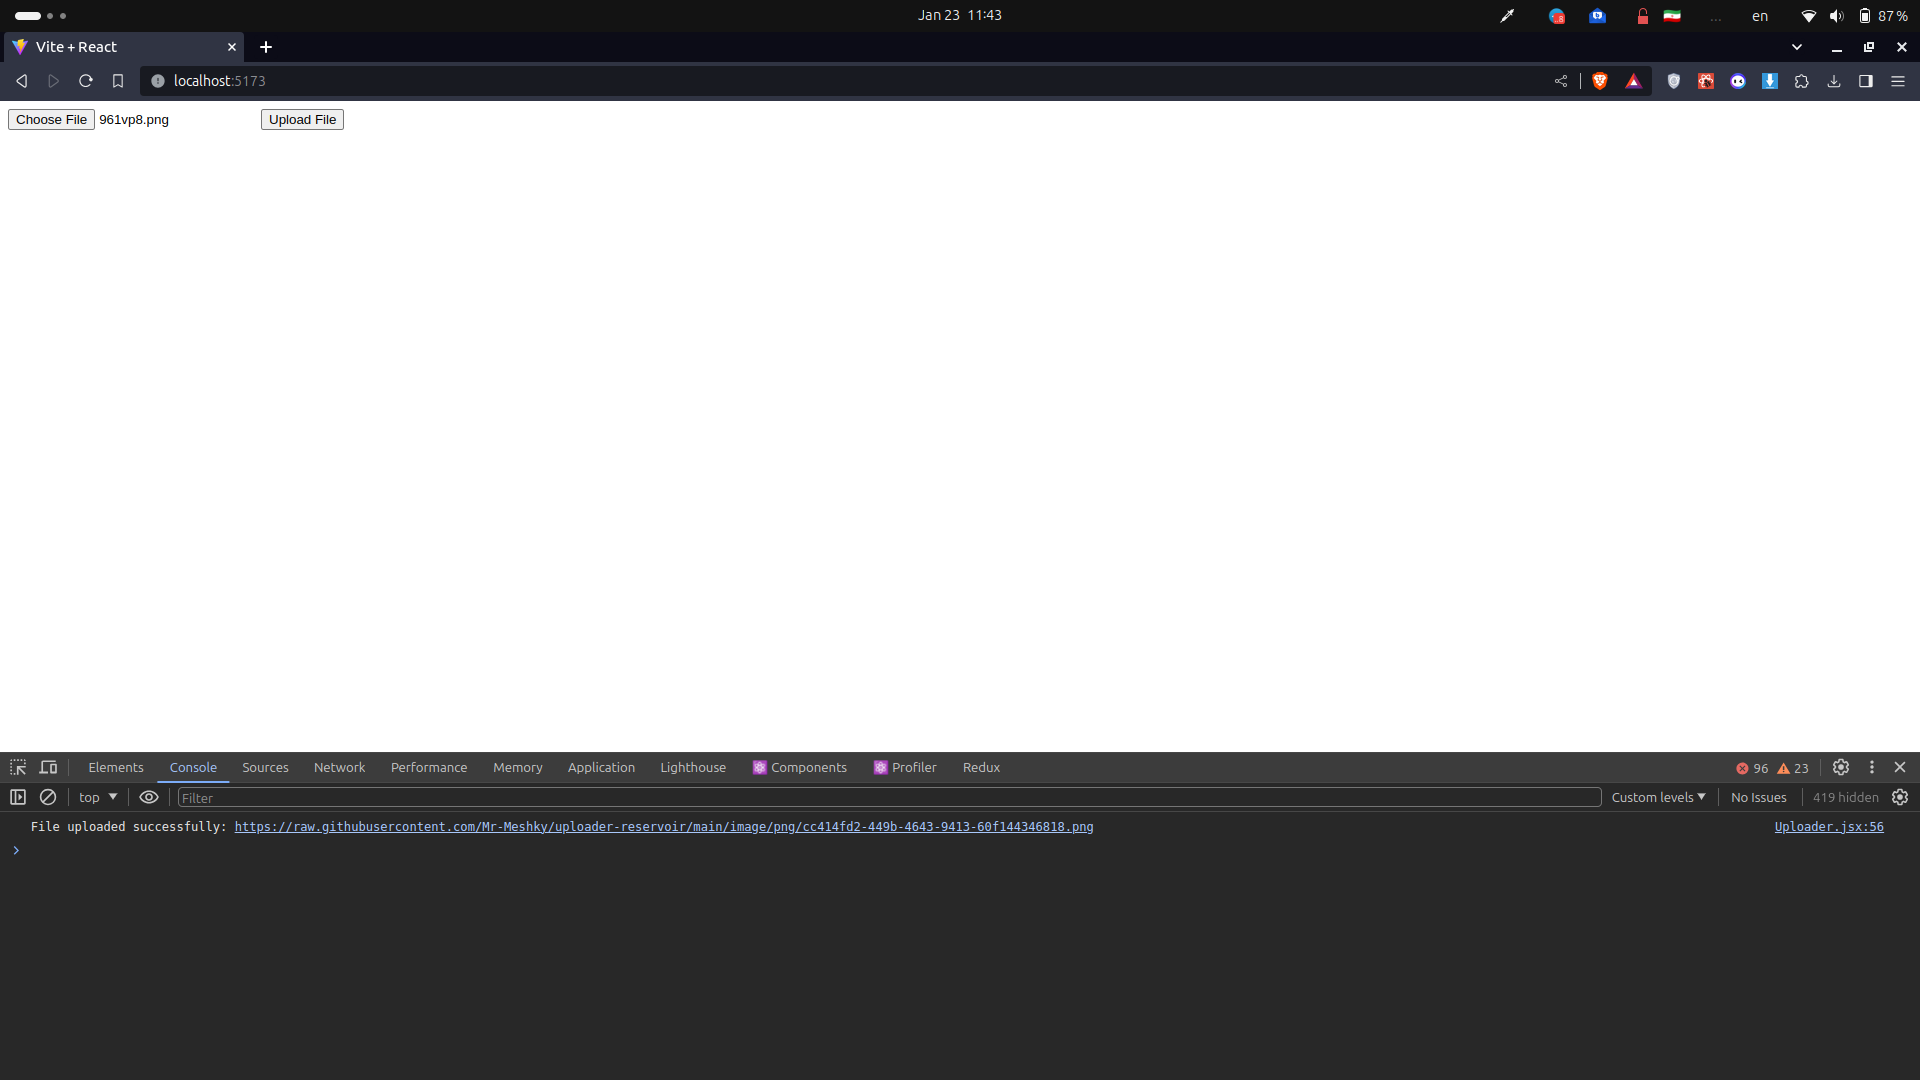 Jan 23 11:43
... en 87 %
Vite + React
localhost:5173
Choose File 961vp8.png Upload File
Elements Console Sources Network Performance Memory Application Lighthouse Components Profiler Redux 96 23
top Filter Custom levels No Issues 419 hidden
File uploaded successfully: https://raw.githubusercontent.com/Mr-Meshky/uploader-reservoir/main/image/png/cc414fd2-449b-4643-9413-60f144346818.png Uploader.jsx:56
>